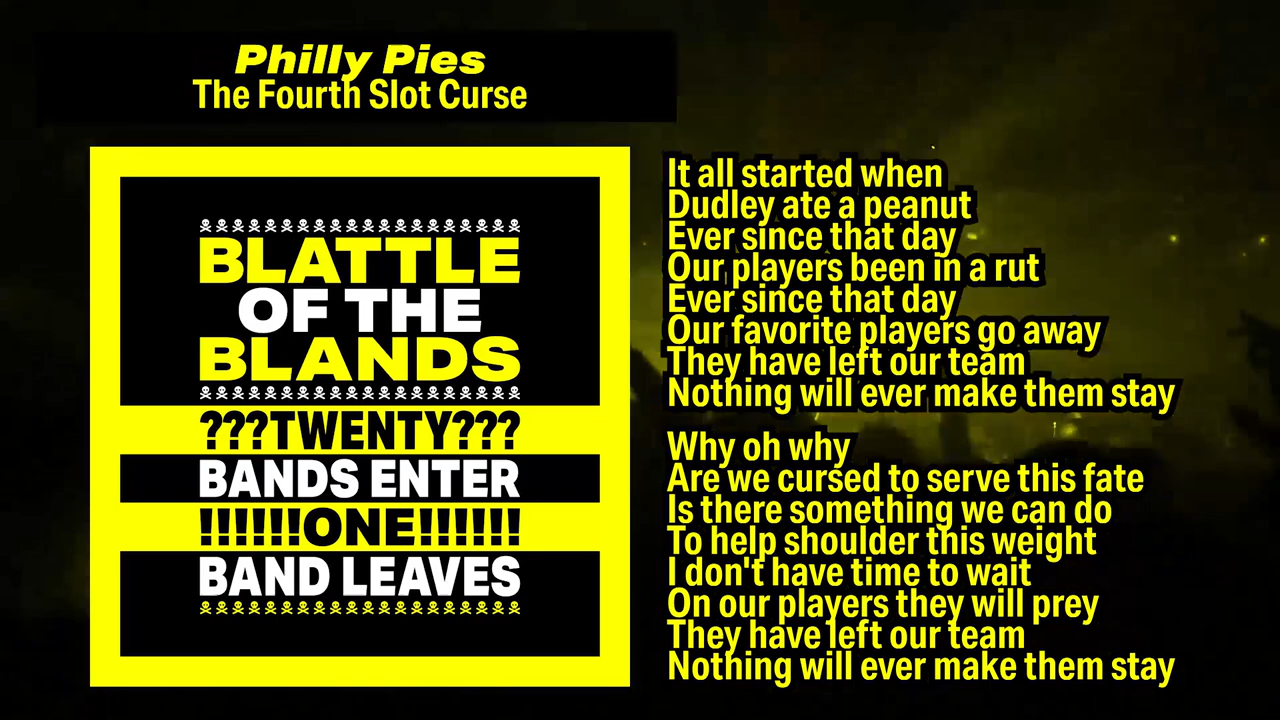 Philly Pies
The Fourth Slot Curse
BLATTLE
OF THE
BLANDS
???TWENTY???
BANDS ENTER
!!!!!!ONE!!!!!!
BAND LEAVES
It all started when
Dudley ate a peanut
Ever since that day
Our players been in a rut
Ever since that day
Our favorite players go away
They have left our team
Nothing will ever make them stay
Why oh why
Are we cursed to serve this fate
Is there something we can do
To help shoulder this weight
I don't have time to wait
On our players they will prey
They have left our team
Nothing will ever make them stay